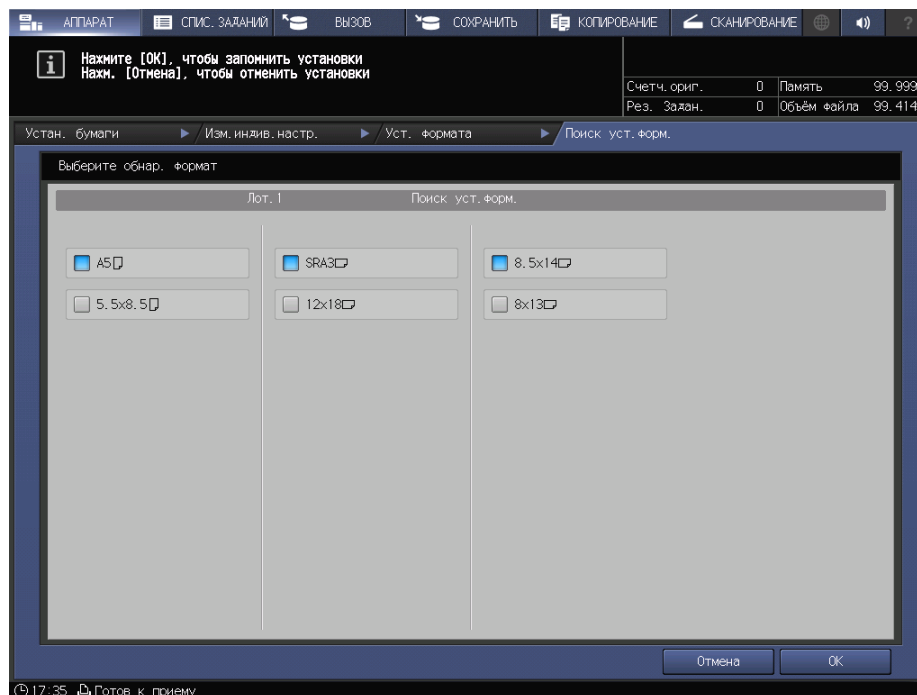 АППАРАТ СПИС. ЗАДАНИЙ ВЫЗОВ СОХРАНИТЬ КОПИРОВАНИЕ СКАНИРОВАНИЕ ?
Нажмите [OK], чтобы запомнить установки
Наж. [Отмена], чтобы отменить установки
Счетч.ориг. 0 Память 99.999
Рез. Задан. 0 Объём файла 99.414
Устан. бумаги Изм.индив.настр. Уст. формата Поиск уст.форм.
Выберите обнар. формат
Лот.1 Поиск уст.форм.
A5 SRA3 8.5x14
5.5x8.5 12x18 8x13
Отмена OK
17:35 Готов к приему